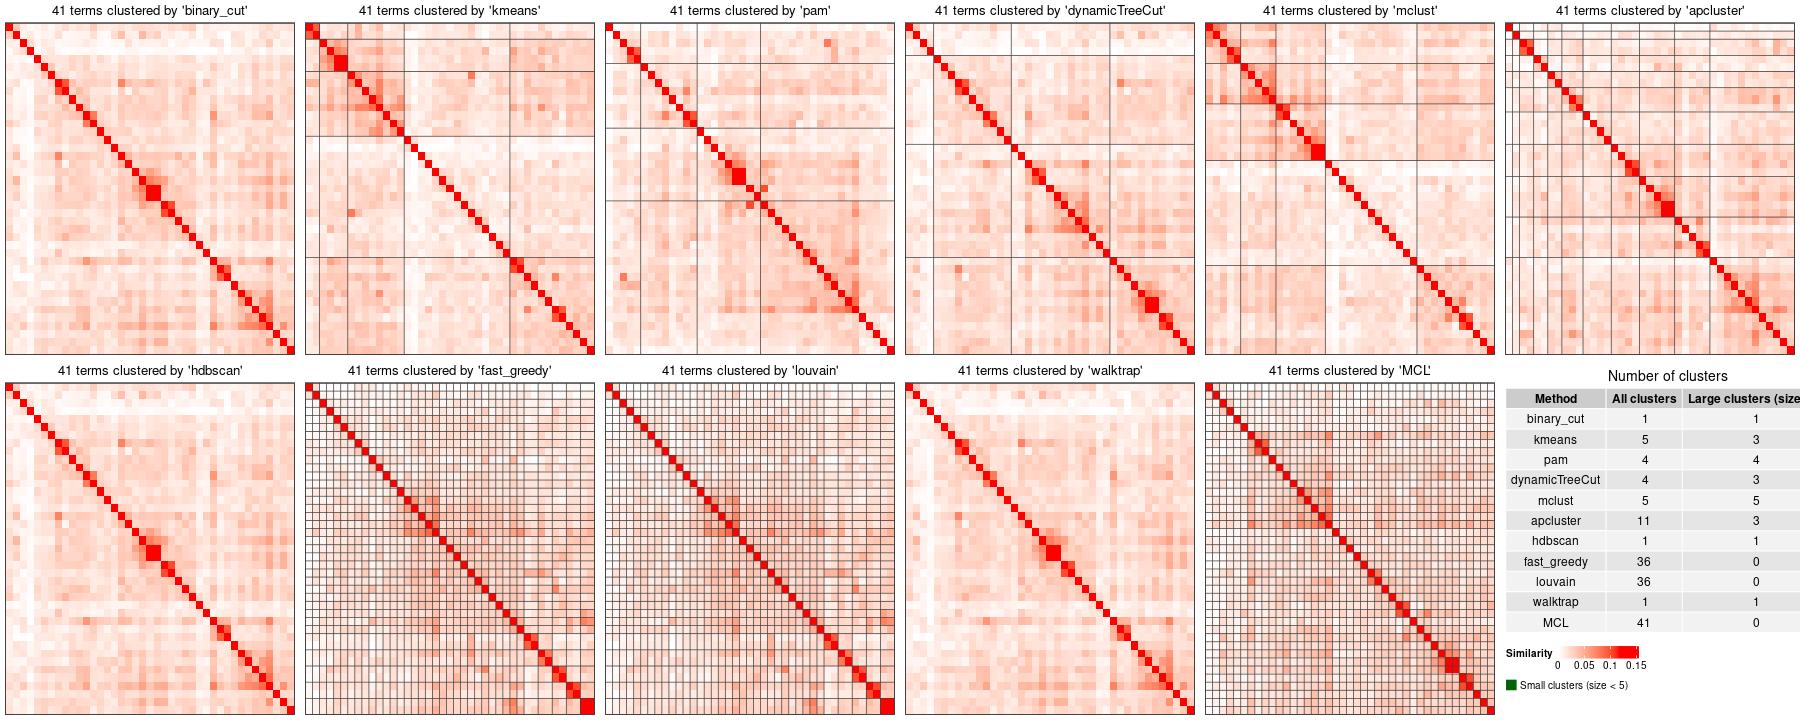 41 terms clustered by 'binary_cut'
41 terms clustered by 'kmeans'
41 terms clustered by 'pam'
41 terms clustered by 'dynamicTreeCut'
41 terms clustered by 'mclust'
41 terms clustered by 'apcluster'
41 terms clustered by 'hdbscan'
41 terms clustered by 'fast_greedy'
41 terms clustered by 'louvain'
41 terms clustered by 'walktrap'
41 terms clustered by 'MCL'
Number of clusters
Method All clusters Large clusters (size
binary_cut 1 1
kmeans 5 3
pam 4 4
dynamicTreeCut 4 3
mclust 5 5
apcluster 11 3
hdbscan 1 1
fast_greedy 36 0
louvain 36 0
walktrap 1 1
MCL 41 0
Similarity
0 0.05 0.1 0.15
Small clusters (size < 5)